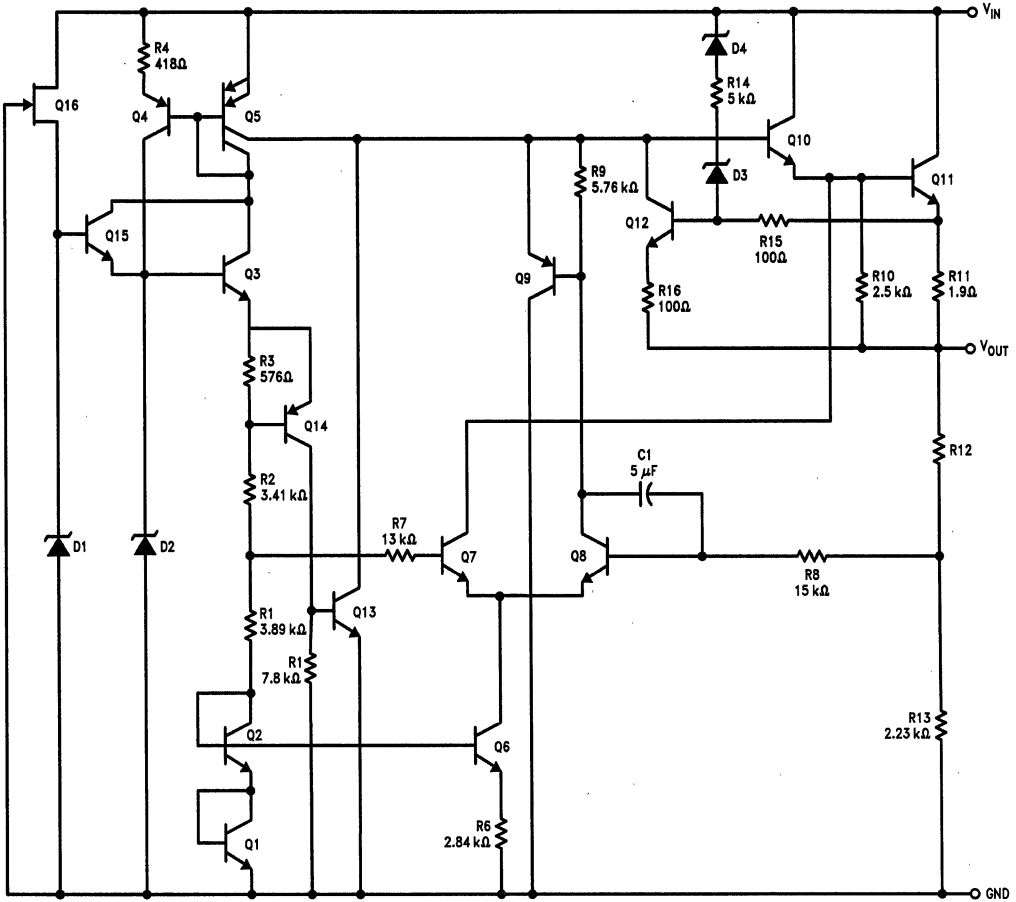 VIN
R4
418Ω
D4
Q16
Q4
Q5
R14
5 kΩ
Q10
R9
5.76 kΩ
D3
Q11
Q15
Q12
R15
100Ω
Q3
Q9
R16
100Ω
R10
2.5 kΩ
R11
1.9Ω
VOUT
R3
576Ω
Q14
R12
C1
5 μF
R2
3.41 kΩ
R7
13 kΩ
D1
D2
Q7
Q8
R8
15 kΩ
R1
3.89 kΩ
Q13
R1
7.8 kΩ
R13
2.23 kΩ
Q2
Q6
R6
2.84 kΩ
Q1
GND